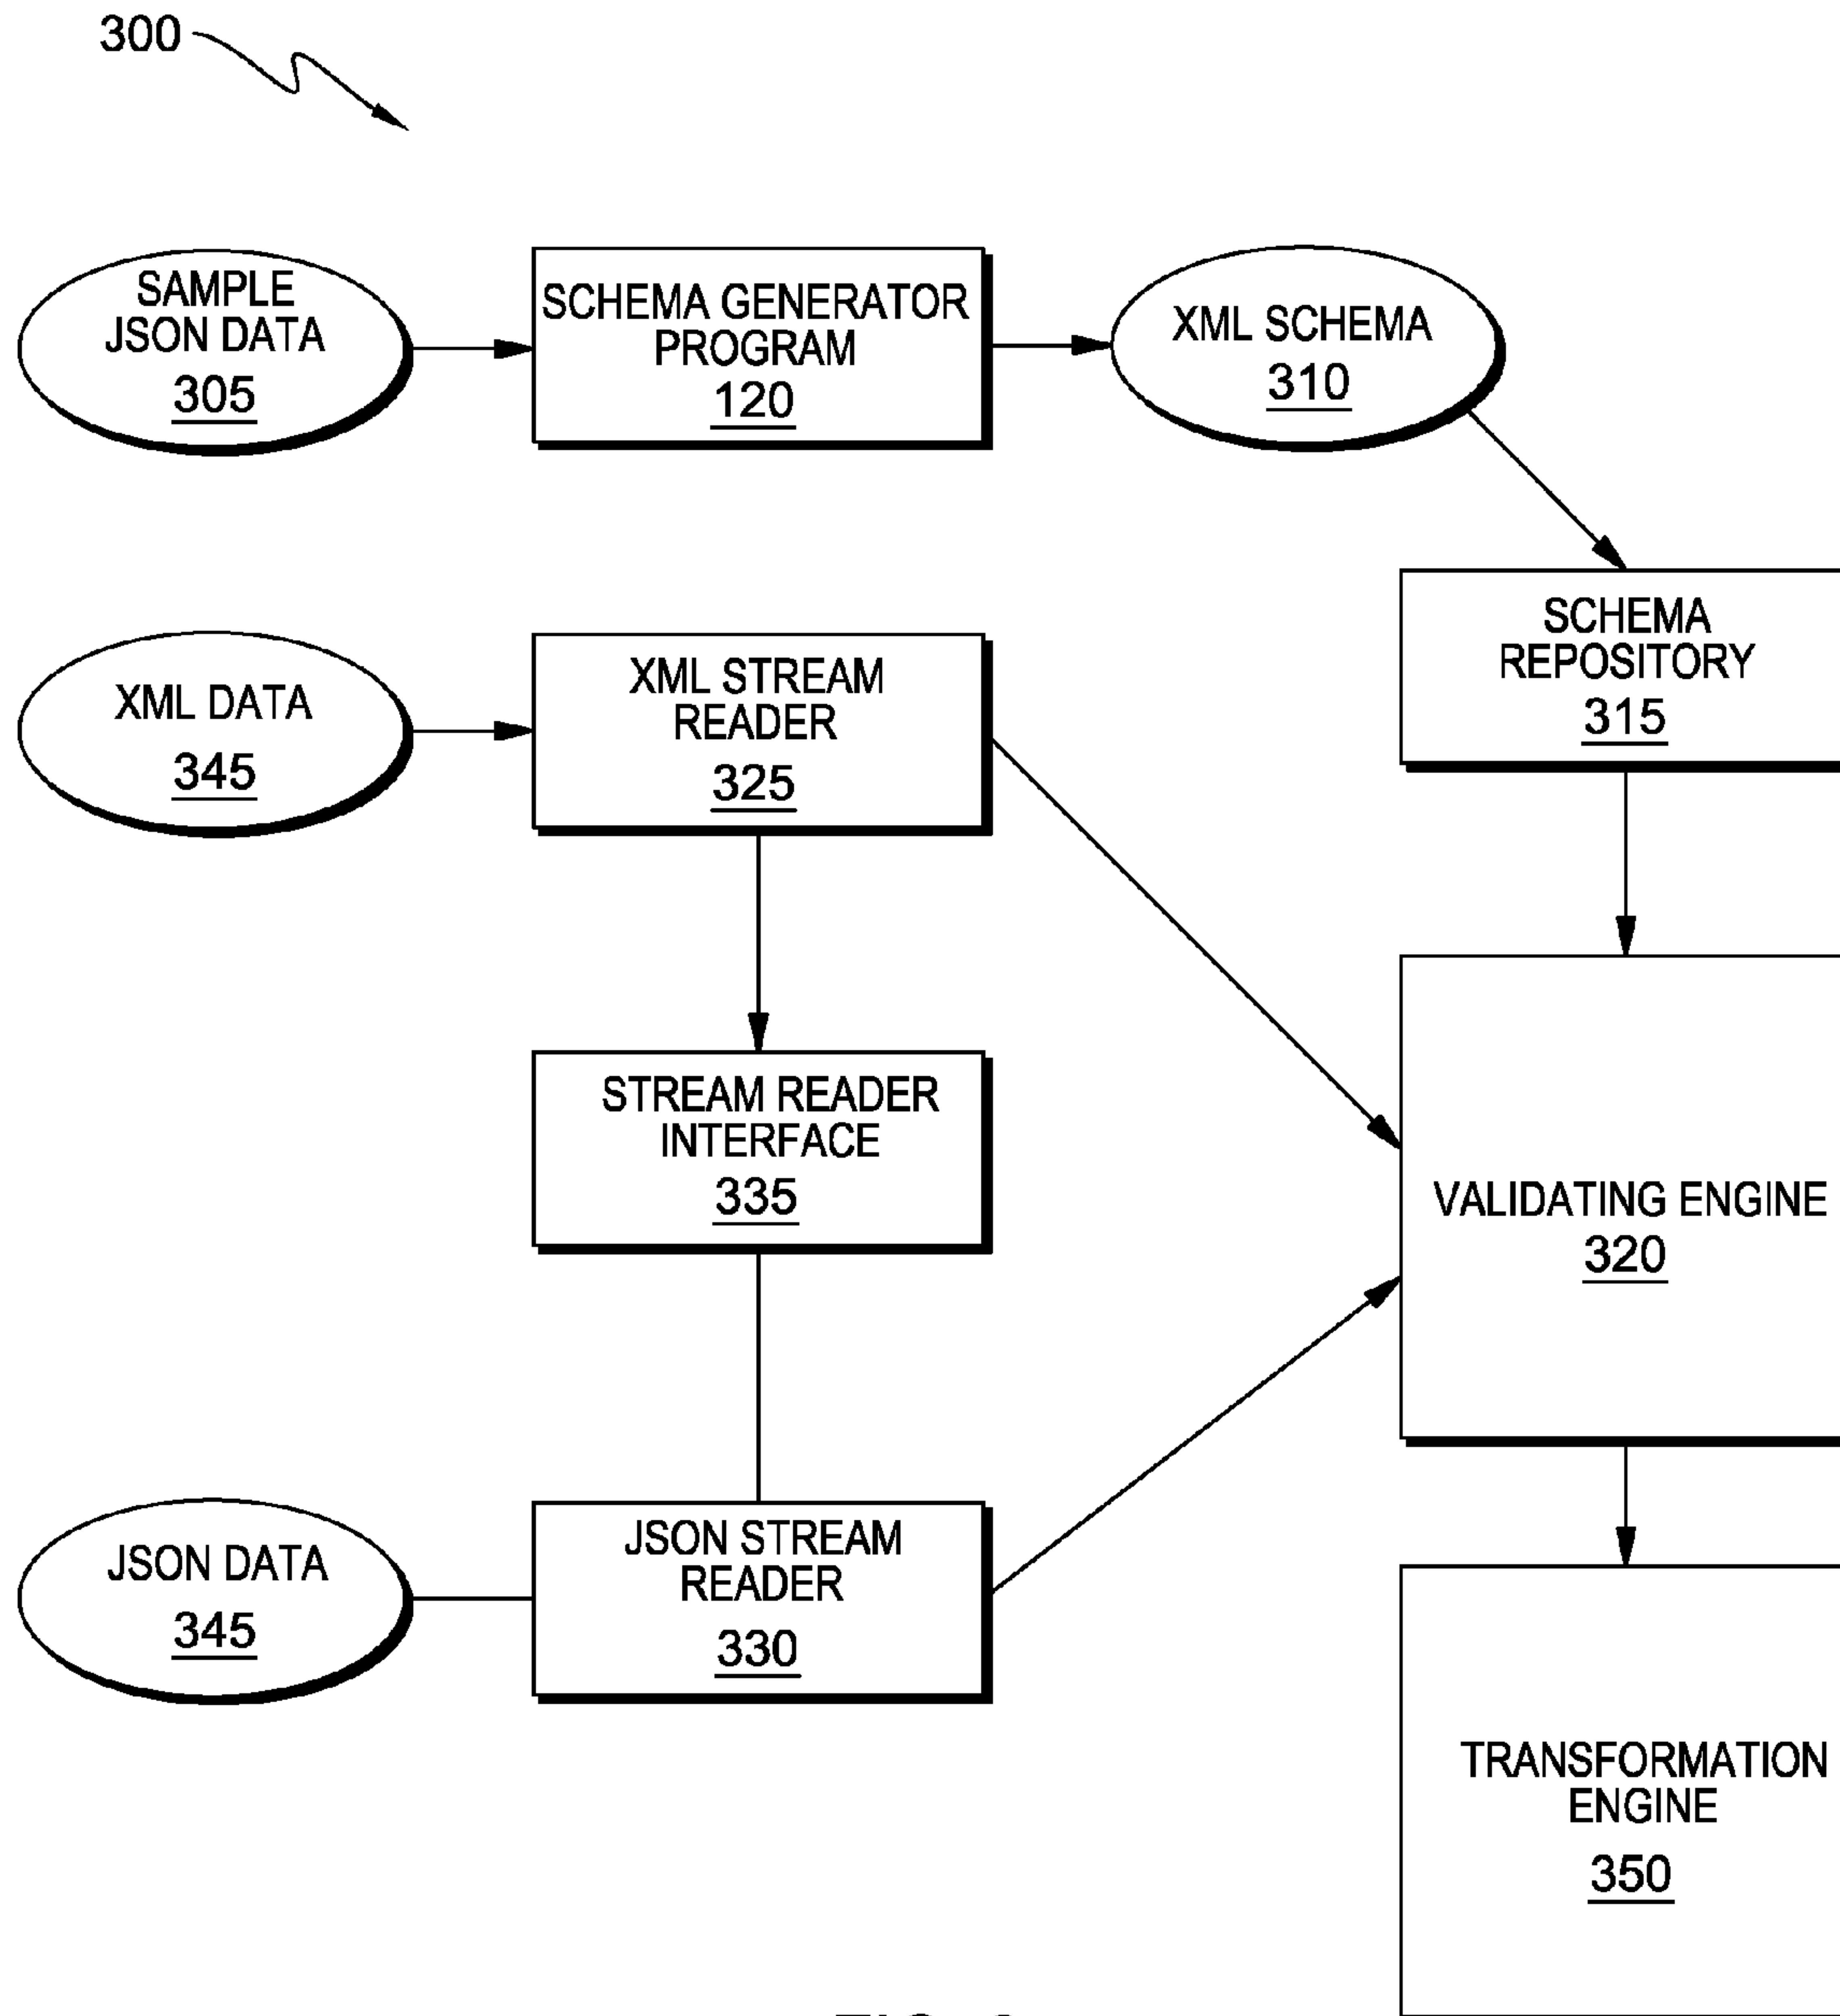 300
SAMPLE
JSON DATA
305
SCHEMA GENERATOR
PROGRAM
120
XML SCHEMA
310
SCHEMA
REPOSITORY
315
XML DATA
345
XML STREAM
READER
325
STREAM READER
INTERFACE
335
VALIDATING ENGINE
320
JSON DATA
345
JSON STREAM
READER
330
TRANSFORMATION
ENGINE
350